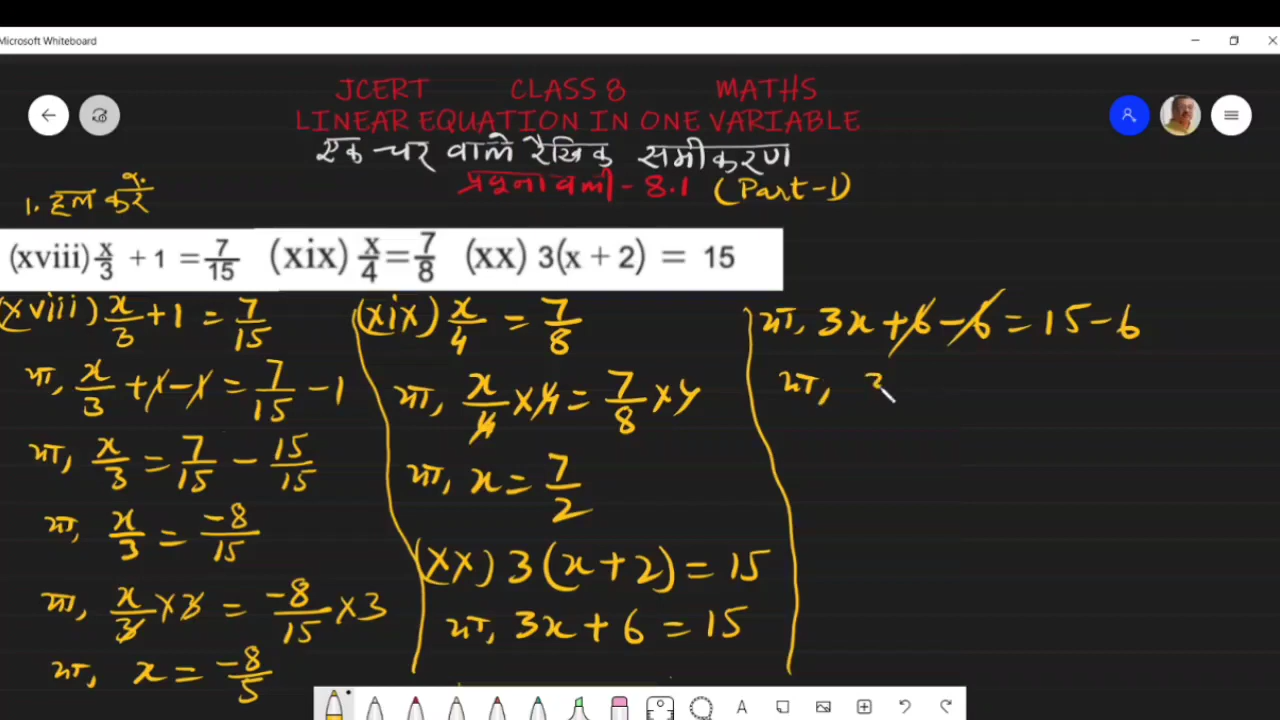 Microsoft Whiteboard
JCERT CLASS 8 MATHS
LINEAR EQUATION IN ONE VARIABLE
एक चर वाले रैखिक समीकरण
प्रश्नावली - 8.1 (Part-1)
1. हल करें
(xviii) x/3 + 1 = 7/15 (xix) x/4 = 7/8 (xx) 3(x + 2) = 15
(xviii) x/3 + 1 = 7/15
या, x/3 + 1 - 1 = 7/15 - 1
या, x/3 = 7/15 - 15/15
या, x/3 = -8/15
या, x/3 × 3 = -8/15 × 3
या, x = -8/5
(xix) x/4 = 7/8
या, x/4 × 4 = 7/8 × 4
या, x = 7/2
(xx) 3(x + 2) = 15
या, 3x + 6 = 15
या, 3x + 6 - 6 = 15 - 6
या, 3
A